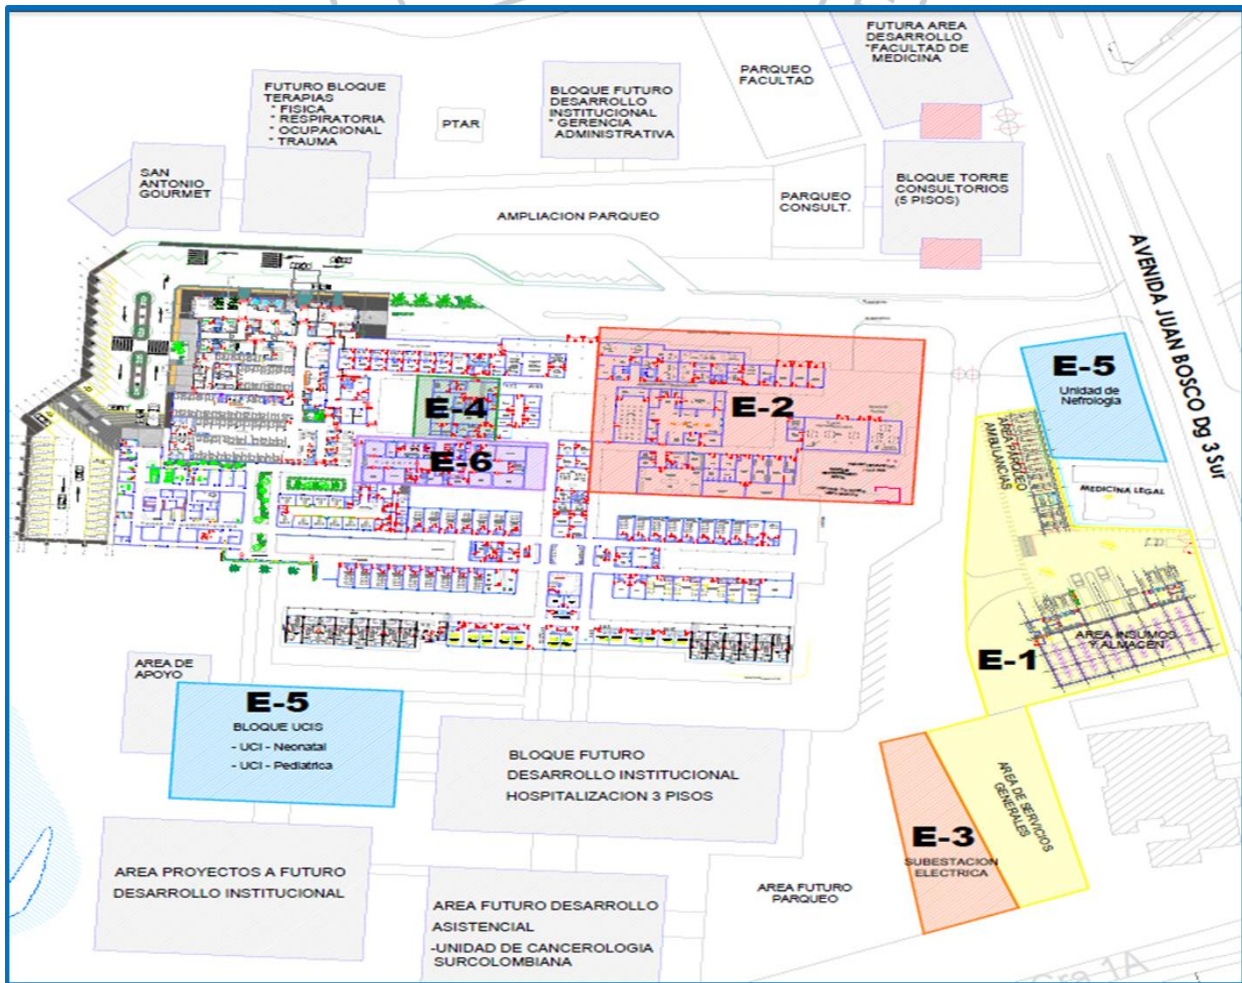 FUTURA AREA
DESARROLLO
*FACULTAD DE
MEDICINA
PARQUEO
FACULTAD
FUTURO BLOQUE
TERAPIAS
* FISICA
* RESPIRATORIA
* OCUPACIONAL
* TRAUMA
PTAR
BLOQUE FUTURO
DESARROLLO
INSTITUCIONAL
* GERENCIA
ADMINISTRATIVA
SAN
ANTONIO
GOURMET
BLOQUE TORRE
CONSULTORIOS
(5 PISOS)
PARQUEO
CONSULT.
AMPLIACION PARQUEO
AVENIDA JUAN BOSCO Dg 3 Sur
E-5
Unidad de
Nefrologia
E-4
E-2
E-6
AREA PARQUEO
AMBULANCIAS
MEDICINA LEGAL
AREA INSUMOS
Y ALMACÉN
E-1
AREA DE
APOYO
E-5
BLOQUE UCIS
- UCI - Neonatal
- UCI - Pediatrica
BLOQUE FUTURO
DESARROLLO INSTITUCIONAL
HOSPITALIZACION 3 PISOS
AREA DE SERVICIOS
GENERALES
E-3
SUBESTACION
ELECTRICA
AREA PROYECTOS A FUTURO
DESARROLLO INSTITUCIONAL
AREA FUTURO
PARQUEO
AREA FUTURO DESARROLLO
ASISTENCIAL
-UNIDAD DE CANCEROLOGIA
SURCOLOMBIANA
Cra 1A